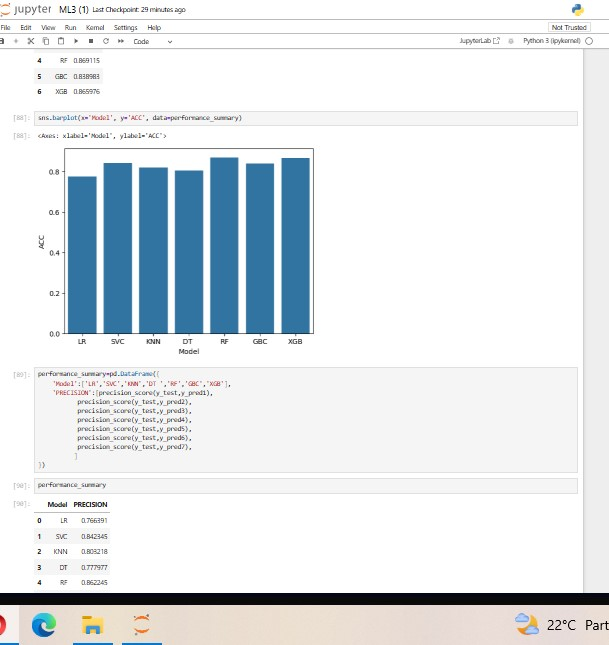 jupyter ML3 (1) Last Checkpoint: 29 minutes ago
File Edit View Run Kernel Settings Help Not Trusted
Code JupyterLab Python 3 (ipykernel)
4 RF 0.869115
5 GBC 0.838983
6 XGB 0.865976
[88]: sns.barplot(x='Model', y='ACC', data=performance_summary)
[88]: <Axes: xlabel='Model', ylabel='ACC'>
0.8
0.6
ACC
0.4
0.2
0.0
LR SVC KNN DT RF GBC XGB
Model
[89]: performance_summary=pd.DataFrame({
'Model':['LR','SVC','KNN','DT ','RF','GBC','XGB'],
'PRECISION':[precision_score(y_test,y_pred1),
precision_score(y_test,y_pred2),
precision_score(y_test,y_pred3),
precision_score(y_test,y_pred4),
precision_score(y_test,y_pred5),
precision_score(y_test,y_pred6),
precision_score(y_test,y_pred7),
]
})
[90]: performance_summary
[90]: Model PRECISION
0 LR 0.766391
1 SVC 0.842345
2 KNN 0.803218
3 DT 0.777977
4 RF 0.862245
22°C Part